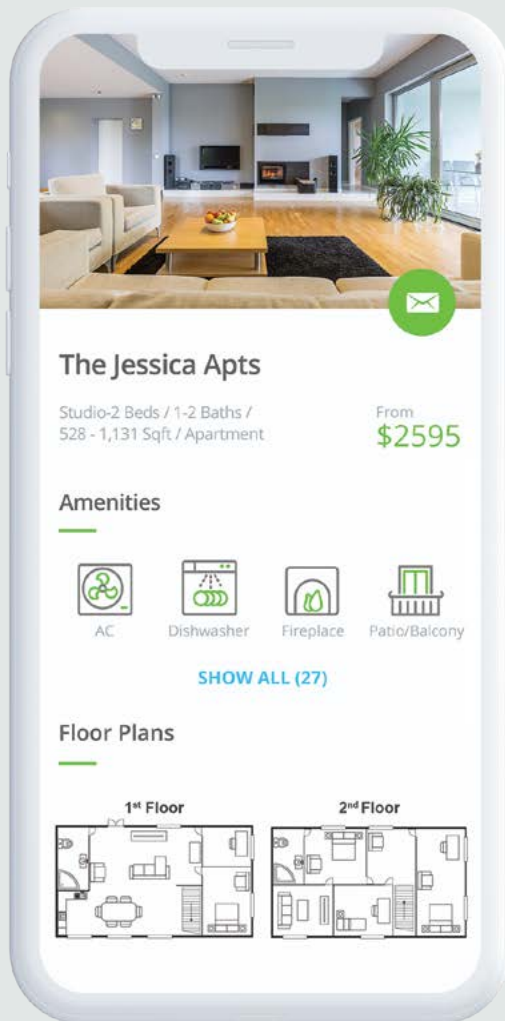 The Jessica Apts
Studio-2 Beds / 1-2 Baths /
528 - 1,131 Sqft / Apartment
From
$2595
Amenities
AC
Dishwasher
Fireplace
Patio/Balcony
SHOW ALL (27)
Floor Plans
1st Floor
2nd Floor